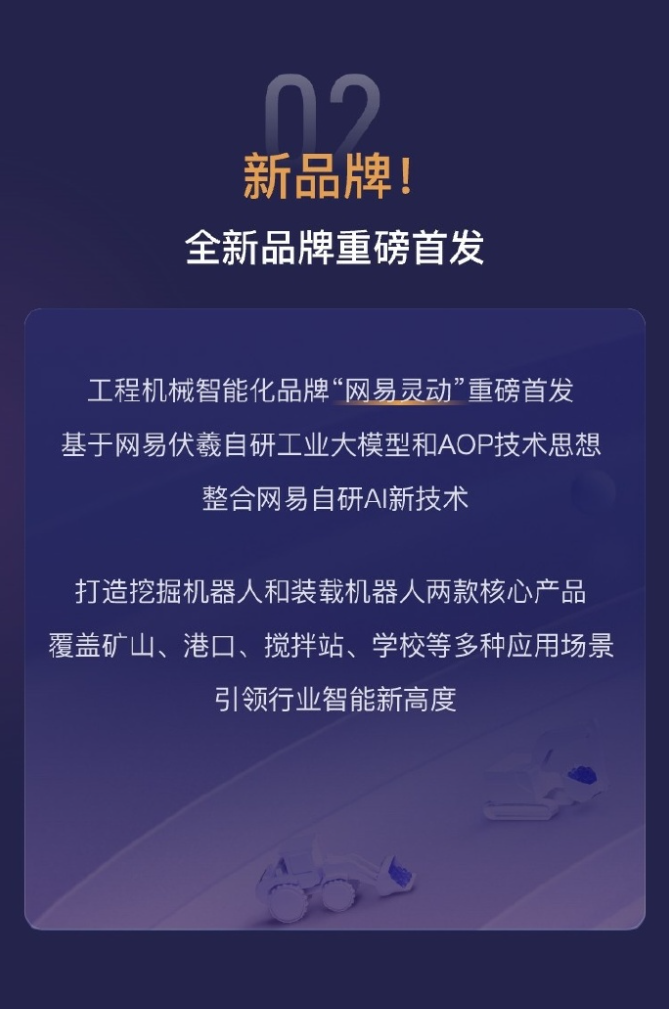 02
新品牌!
全新品牌重磅首发
工程机械智能化品牌“网易灵动”重磅首发
基于网易伏羲自研工业大模型和AOP技术思想
整合网易自研AI新技术
打造挖掘机器人和装载机器人两款核心产品
覆盖矿山、港口、搅拌站、学校等多种应用场景
引领行业智能新高度